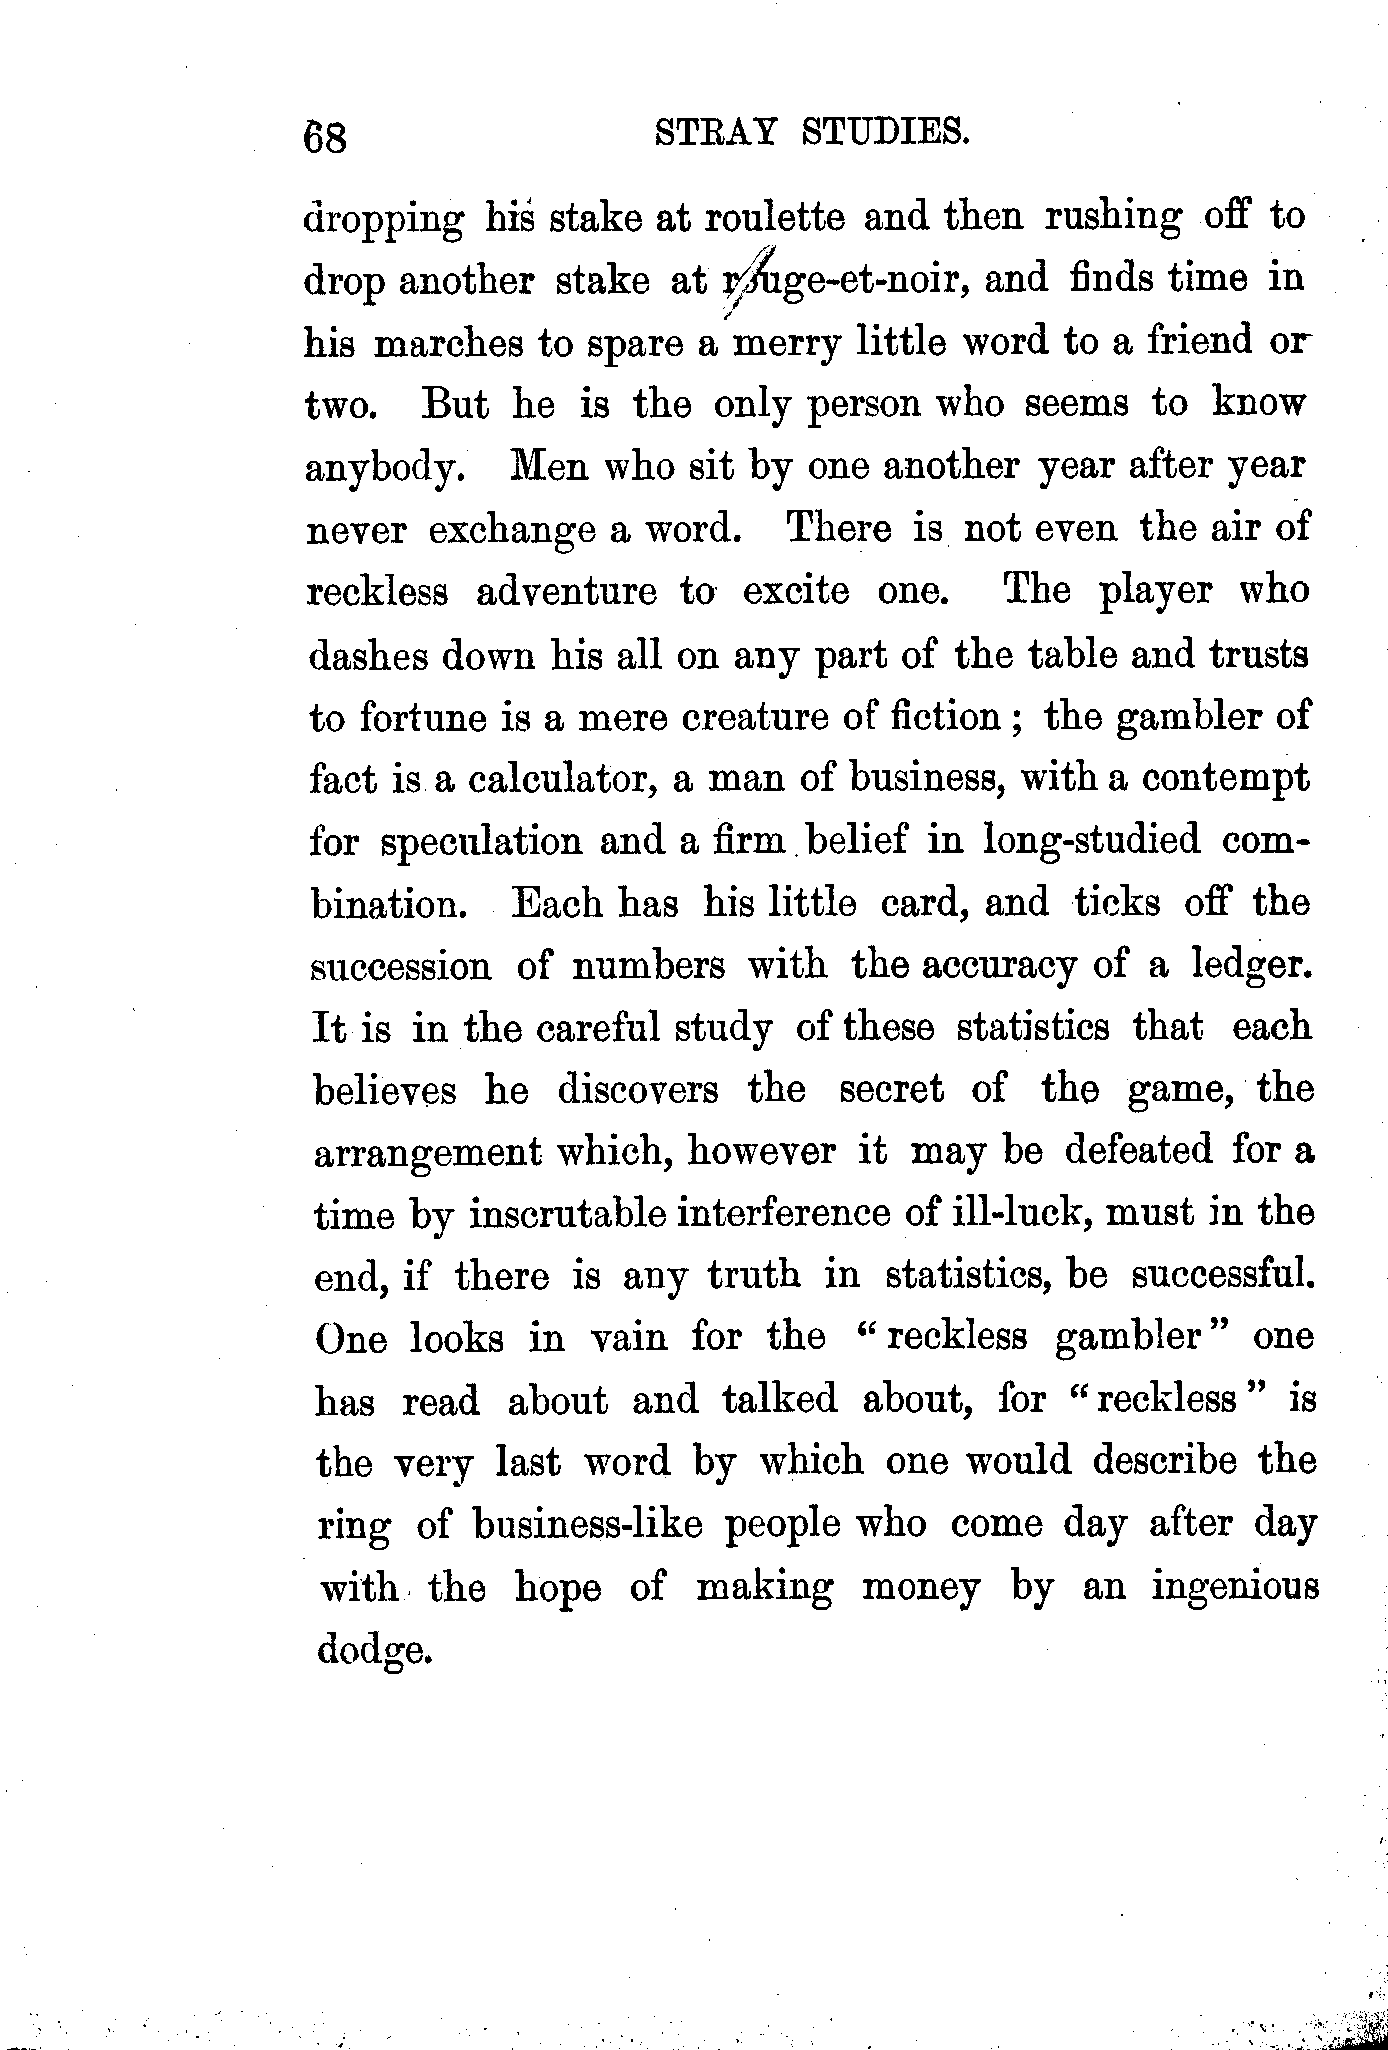 68 STRAY STUDIES.
dropping his stake at roulette and then rushing off to
drop another stake at rouge-et-noir, and finds time in
his marches to spare a merry little word to a friend or
two. But he is the only person who seems to know
anybody. Men who sit by one another year after year
never exchange a word. There is not even the air of
reckless adventure to excite one. The player who
dashes down his all on any part of the table and trusts
to fortune is a mere creature of fiction ; the gambler of
fact is a calculator, a man of business, with a contempt
for speculation and a firm belief in long-studied com-
bination. Each has his little card, and ticks off the
succession of numbers with the accuracy of a ledger.
It is in the careful study of these statistics that each
believes he discovers the secret of the game, the
arrangement which, however it may be defeated for a
time by inscrutable interference of ill-luck, must in the
end, if there is any truth in statistics, be successful.
One looks in vain for the “ reckless gambler ” one
has read about and talked about, for “ reckless ” is
the very last word by which one would describe the
ring of business-like people who come day after day
with the hope of making money by an ingenious
dodge.